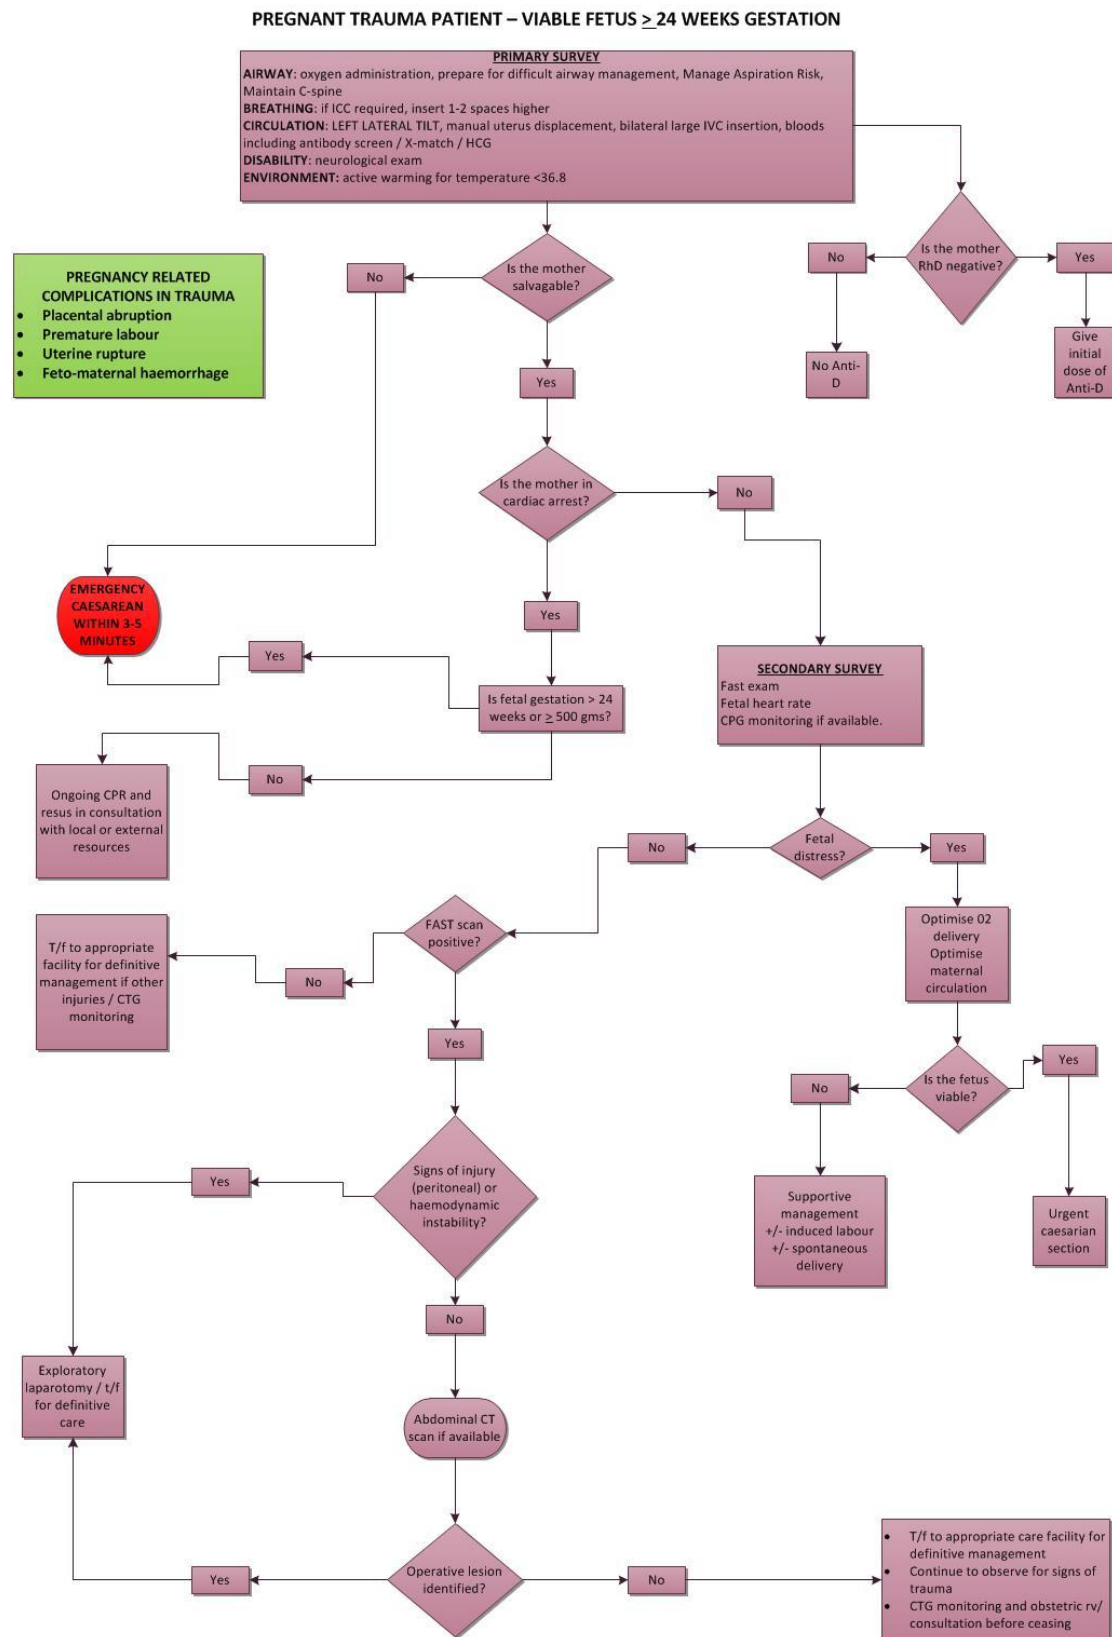 PREGNANT TRAUMA PATIENT – VIABLE FETUS ≥ 24 WEEKS GESTATION
PRIMARY SURVEY
AIRWAY: oxygen administration, prepare for difficult airway management, Manage Aspiration Risk,
Maintain C-spine
BREATHING: if ICC required, insert 1-2 spaces higher
CIRCULATION: LEFT LATERAL TILT, manual uterus displacement, bilateral large IVC insertion, bloods
including antibody screen / X-match / HCG
DISABILITY: neurological exam
ENVIRONMENT: active warming for temperature <36.8
Is the mother
RhD negative?
No
Yes
No Anti-
D
Give
initial
dose of
Anti-D
PREGNANCY RELATED
COMPLICATIONS IN TRAUMA
• Placental abruption
• Premature labour
• Uterine rupture
• Feto-maternal haemorrhage
Is the mother
salvagable?
No
Yes
Is the mother in
cardiac arrest?
No
Yes
EMERGENCY
CAESAREAN
WITHIN 3-5
MINUTES
Yes
Is fetal gestation > 24
weeks or ≥ 500 gms?
No
Ongoing CPR and
resus in consultation
with local or external
resources
SECONDARY SURVEY
Fast exam
Fetal heart rate
CPG monitoring if available.
Fetal
distress?
No
Yes
Optimise 02
delivery
Optimise
maternal
circulation
Is the fetus
viable?
No
Yes
Supportive
management
+/- induced labour
+/- spontaneous
delivery
Urgent
caesarian
section
FAST scan
positive?
No
T/f to appropriate
facility for definitive
management if other
injuries / CTG
monitoring
Yes
Signs of injury
(peritoneal) or
haemodynamic
instability?
Yes
No
Exploratory
laparotomy / t/f
for definitive
care
Abdominal CT
scan if available
Operative lesion
identified?
Yes
No
• T/f to appropriate care facility for
definitive management
• Continue to observe for signs of
trauma
• CTG monitoring and obstetric rv/
consultation before ceasing